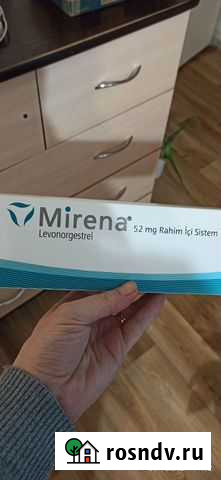 Mirena®
Levonorgestrel
52 mg Rahim İçi Sistem
rosndv.ru